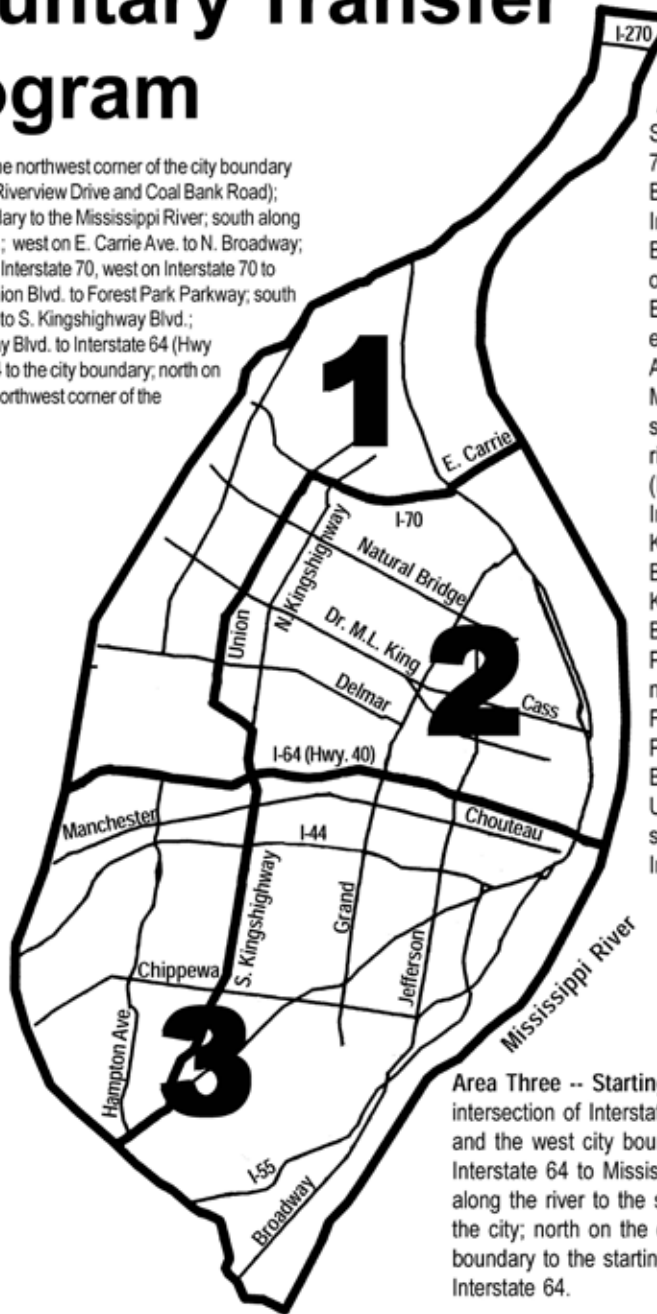 Transfer
he northwest corner of the city boundary
Riverview Drive and Coal Bank Road);
dary to the Mississippi River; south along
; west on E. Carrie Ave. to N. Broadway;
Interstate 70, west on Interstate 70 to
ion Blvd. to Forest Park Parkway; south
to S. Kingshighway Blvd.;
y Blvd. to Interstate 64 (Hwy
to the city boundary; north on
orthwest corner of the
I-270
1
E. Carrie
I-70
N. Kingshighway
Natural Bridge
Union
Dr. M.L. King
2
Delmar
Cass
I-64 (Hwy. 40)
Manchester
Chouteau
I-44
S. Kingshighway
Grand
Jefferson
Chippewa
Mississippi River
3
Hampton Ave.
I-55
Broadway
Area Three -- Starting
intersection of Interstat
and the west city bou
Interstate 64 to Missis
along the river to the s
the city; north on the
boundary to the starting
Interstate 64.